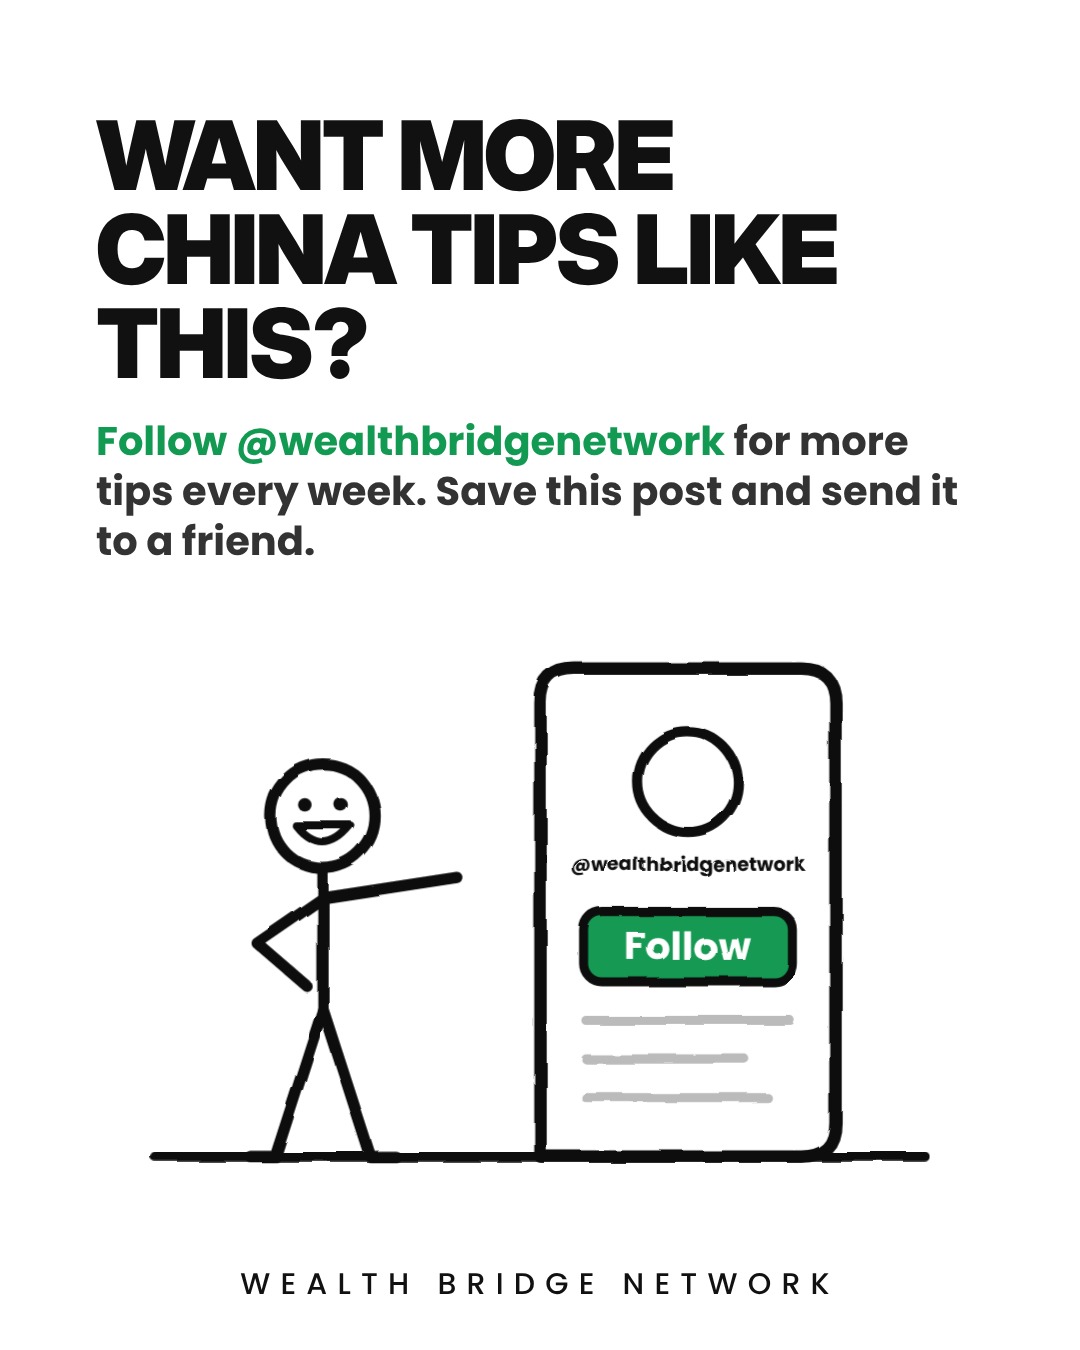 WANT MORE
CHINA TIPS LIKE
THIS?
Follow @wealthbridgenetwork for more
tips every week. Save this post and send it
to a friend.
@wealthbridgenetwork
Follow
WEALTH BRIDGE NETWORK